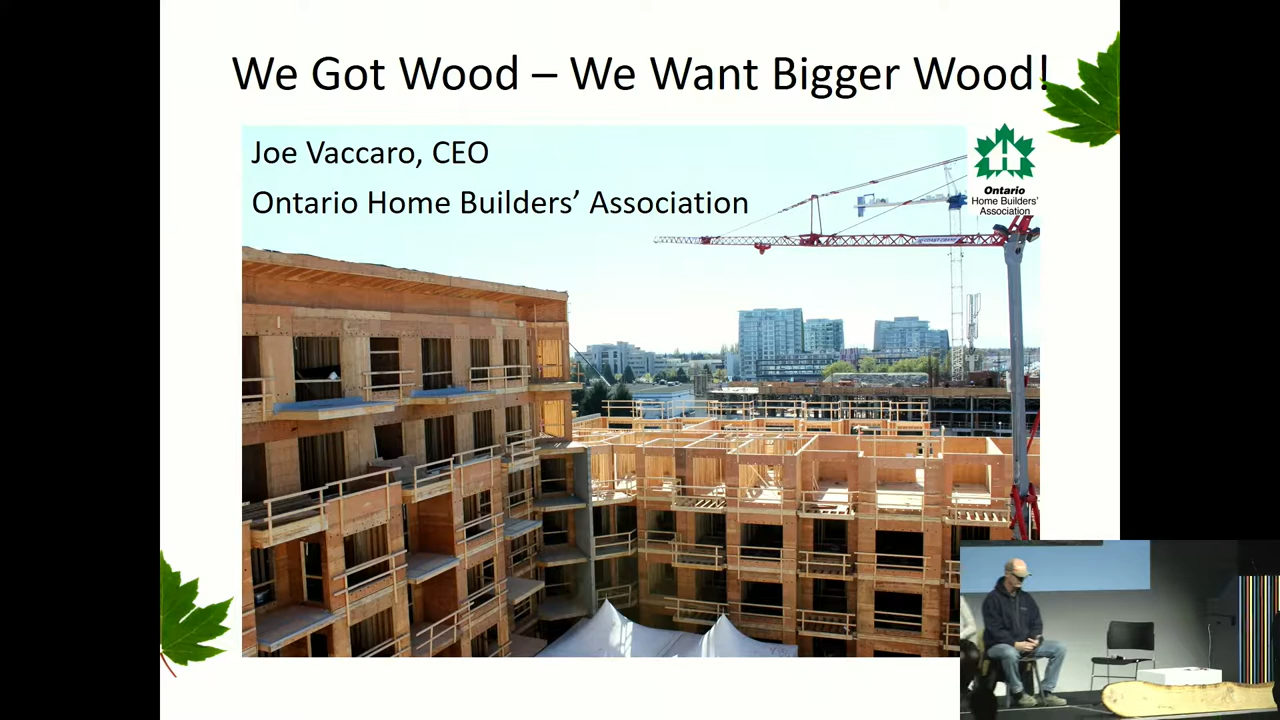 We Got Wood – We Want Bigger Wood!
Joe Vaccaro, CEO
Ontario Home Builders’ Association
Ontario
Home Builders’
Association